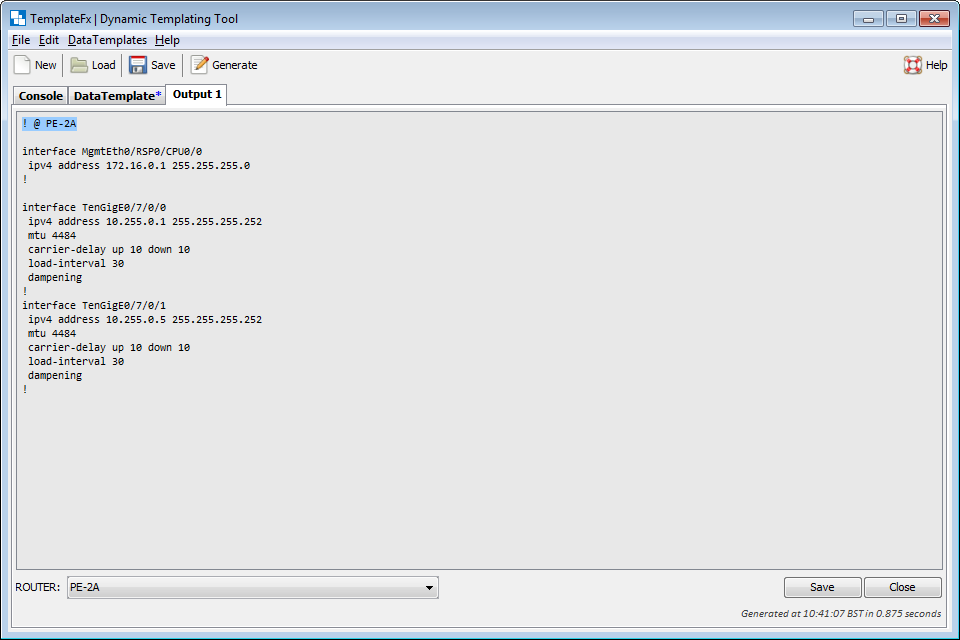 TemplateFx | Dynamic Templating Tool
File Edit DataTemplates Help
New Load Save Generate Help
Console DataTemplate* Output 1
! @ PE-2A
interface MgmtEth0/RSP0/CPU0/0
ipv4 address 172.16.0.1 255.255.255.0
!
interface TenGigE0/7/0/0
ipv4 address 10.255.0.1 255.255.255.252
mtu 4484
carrier-delay up 10 down 10
load-interval 30
dampening
!
interface TenGigE0/7/0/1
ipv4 address 10.255.0.5 255.255.255.252
mtu 4484
carrier-delay up 10 down 10
load-interval 30
dampening
!
ROUTER: PE-2A Save Close
Generated at 10:41:07 BST in 0.875 seconds